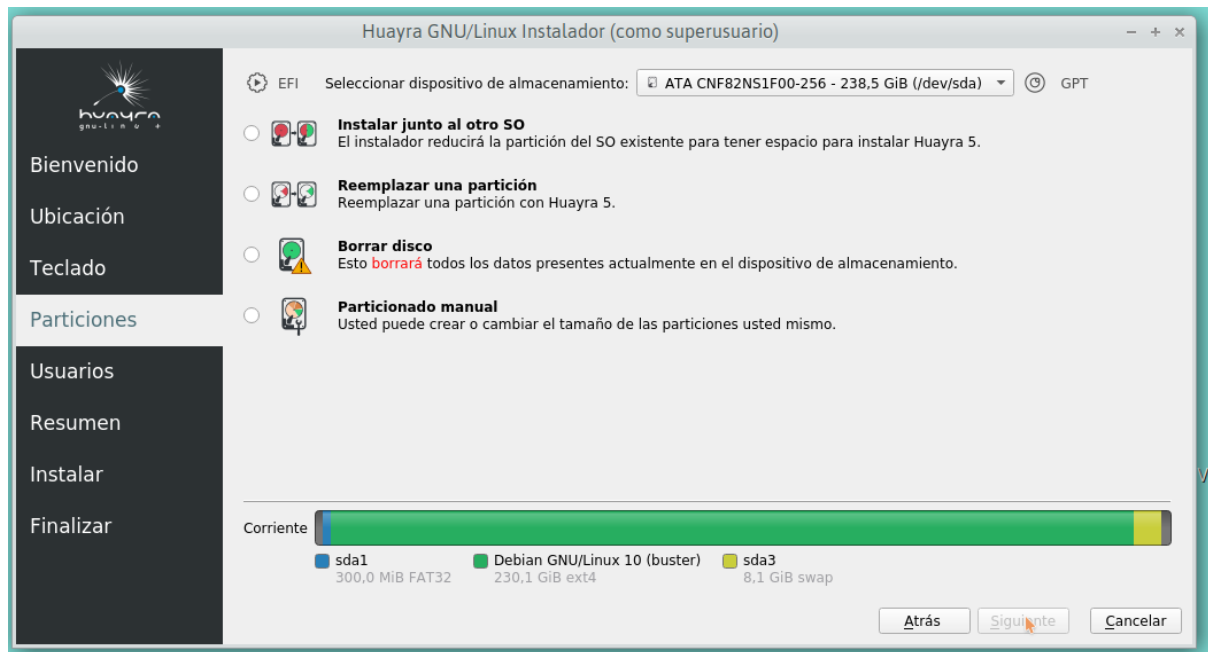 Huayra GNU/Linux Instalador (como superusuario)
huayra
gnu-linux
Bienvenido
Ubicación
Teclado
Particiones
Usuarios
Resumen
Instalar
Finalizar
EFI Seleccionar dispositivo de almacenamiento: ATA CNF82NS1F00-256 - 238,5 GiB (/dev/sda) GPT
Instalar junto al otro SO
El instalador reducirá la partición del SO existente para tener espacio para instalar Huayra 5.
Reemplazar una partición
Reemplazar una partición con Huayra 5.
Borrar disco
Esto borrará todos los datos presentes actualmente en el dispositivo de almacenamiento.
Particionado manual
Usted puede crear o cambiar el tamaño de las particiones usted mismo.
Corriente
sda1 Debian GNU/Linux 10 (buster) sda3
300,0 MiB FAT32 230,1 GiB ext4 8,1 GiB swap
Atrás Siguiente Cancelar